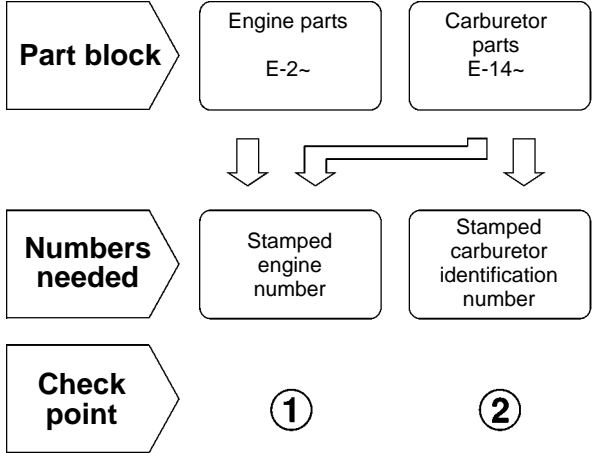 Part block
Engine parts
E-2~
Carburetor
parts
E-14~
Numbers
needed
Stamped
engine
number
Stamped
carburetor
identification
number
Check
point
1
2